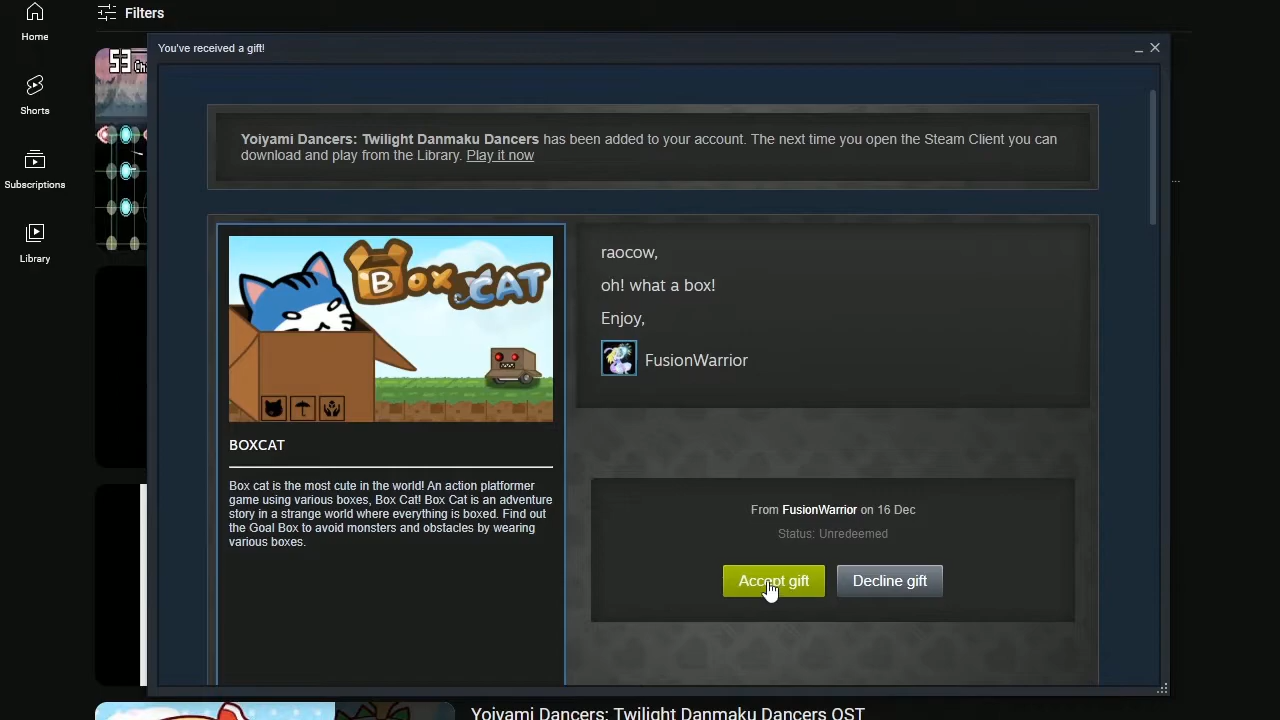 Home
Filters
Shorts
Subscriptions
Library
53
You've received a gift!
Yoiyami Dancers: Twilight Danmaku Dancers has been added to your account. The next time you open the Steam Client you can
download and play from the Library. Play it now
BOX CAT
BOXCAT
Box cat is the most cute in the world! An action platformer
game using various boxes, Box Cat! Box Cat is an adventure
story in a strange world where everything is boxed. Find out
the Goal Box to avoid monsters and obstacles by wearing
various boxes.
raocow,
oh! what a box!
Enjoy,
FusionWarrior
From FusionWarrior on 16 Dec
Status: Unredeemed
Accept gift
Decline gift
Yoiyami Dancers: Twilight Danmaku Dancers OST